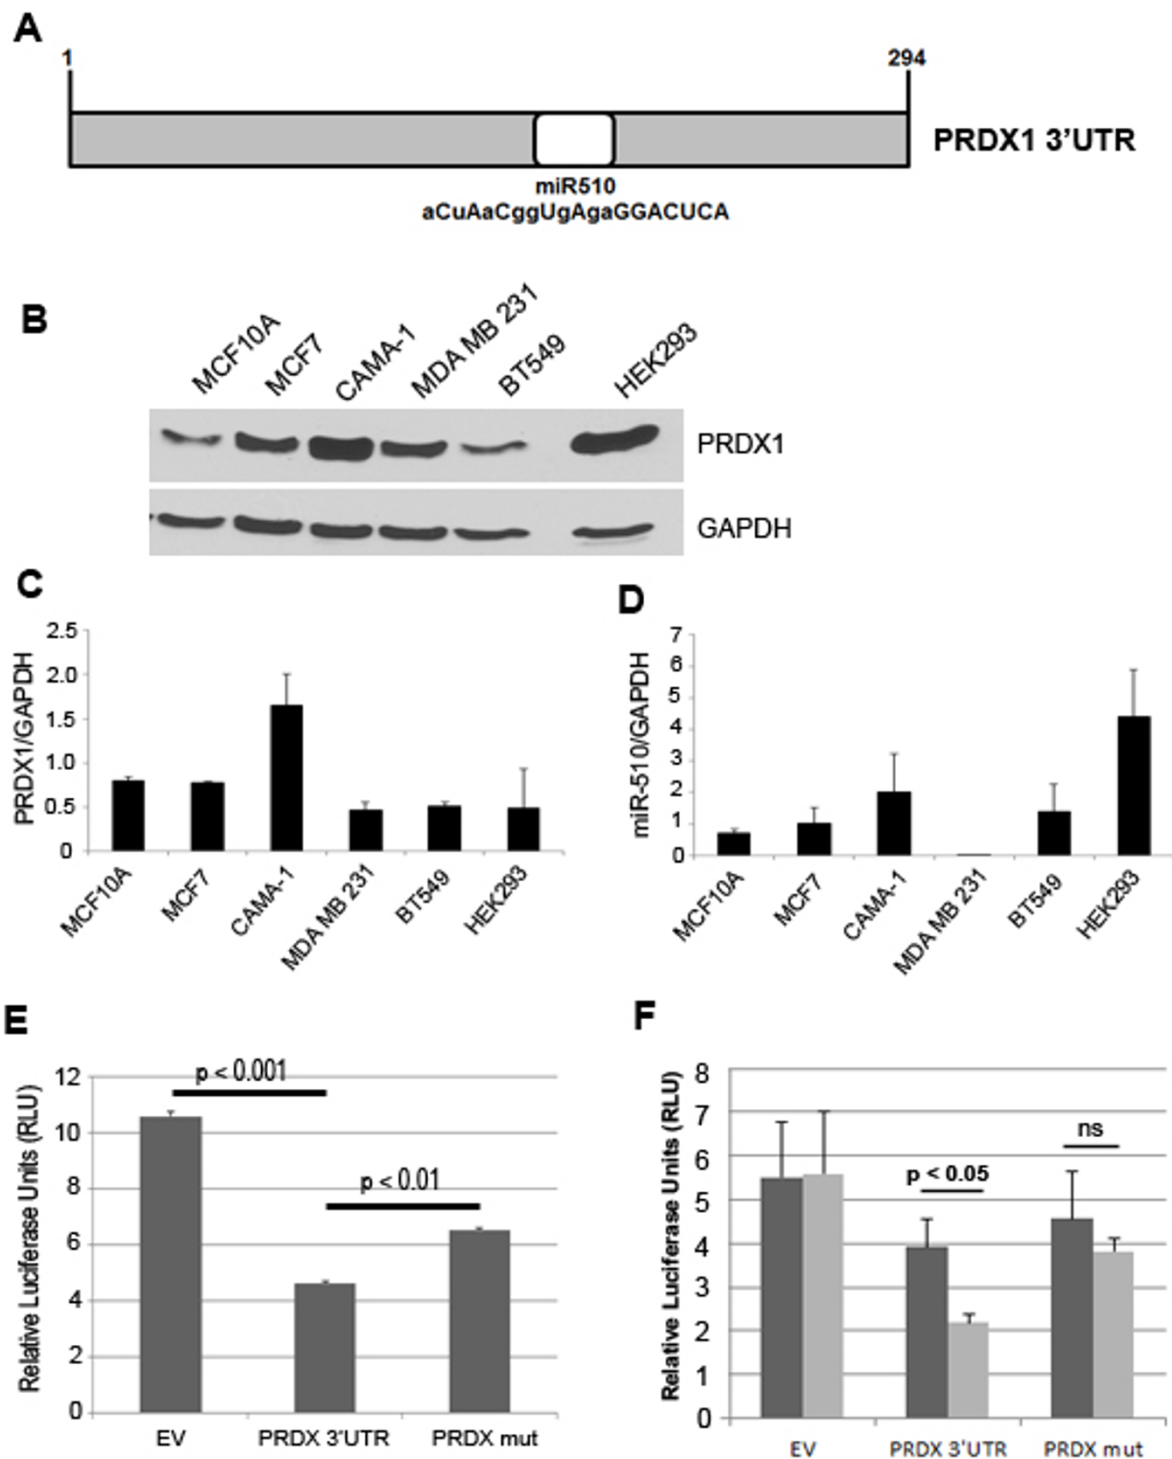 A
1
294
PRDX1 3’UTR
miR510
aCuAaCggUgAgaGGACUCA
B
MCF10A
MCF7
CAMA-1
MDA MB 231
BT549
HEK293
PRDX1
GAPDH
C
PRDX1/GAPDH
2.5
2.0
1.5
1.0
0.5
0
MCF10A
MCF7
CAMA-1
MDA MB 231
BT549
HEK293
D
miR-510/GAPDH
7
6
5
4
3
2
1
0
MCF10A
MCF7
CAMA-1
MDA MB 231
BT549
HEK293
E
Relative Luciferase Units (RLU)
12
10
8
6
4
2
0
p < 0.001
p < 0.01
EV
PRDX 3'UTR
PRDX mut
F
Relative Luciferase Units (RLU)
8
7
6
5
4
3
2
1
0
p < 0.05
ns
EV
PRDX 3'UTR
PRDX mut